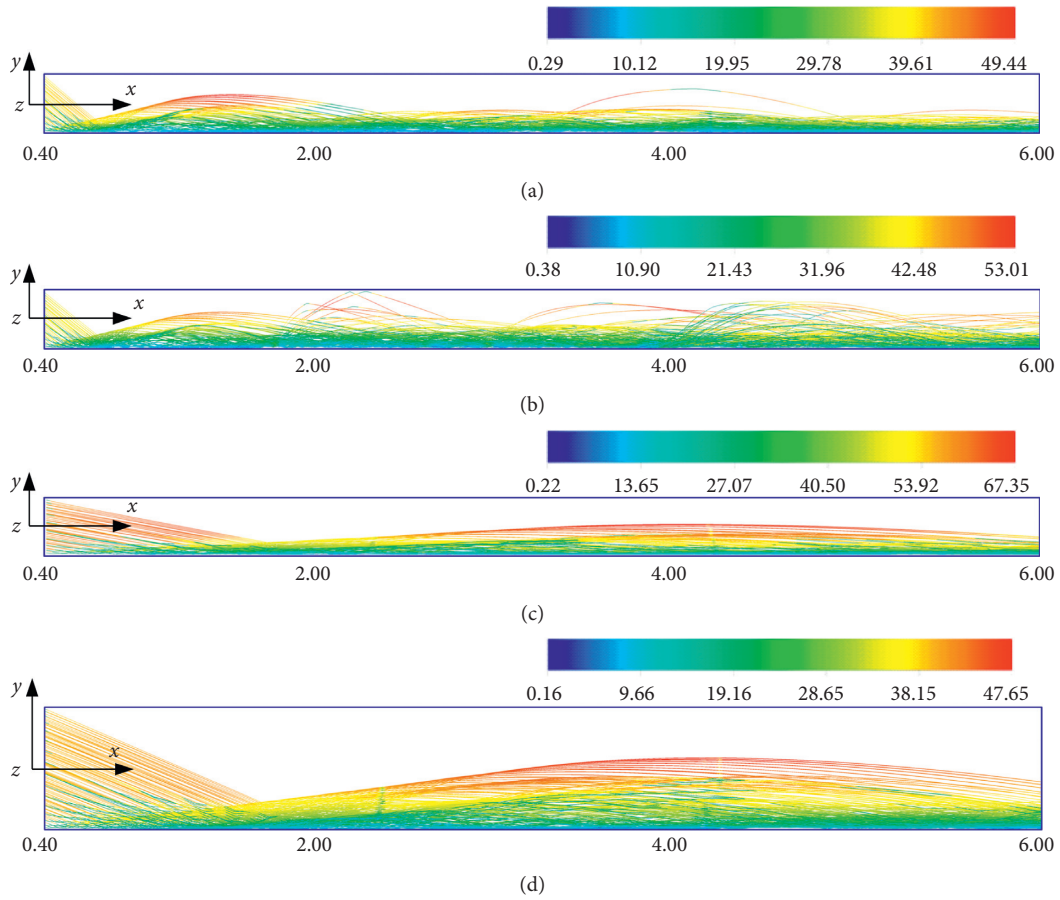 0.29 10.12 19.95 29.78 39.61 49.44
y
z x
0.40 2.00 4.00 6.00
(a)
0.38 10.90 21.43 31.96 42.48 53.01
y
x
z
0.40 2.00 4.00 6.00
(b)
0.22 13.65 27.07 40.50 53.92 67.35
y
x
z
0.40 2.00 4.00 6.00
(c)
0.16 9.66 19.16 28.65 38.15 47.65
y
x
z
0.40 2.00 4.00 6.00
(d)